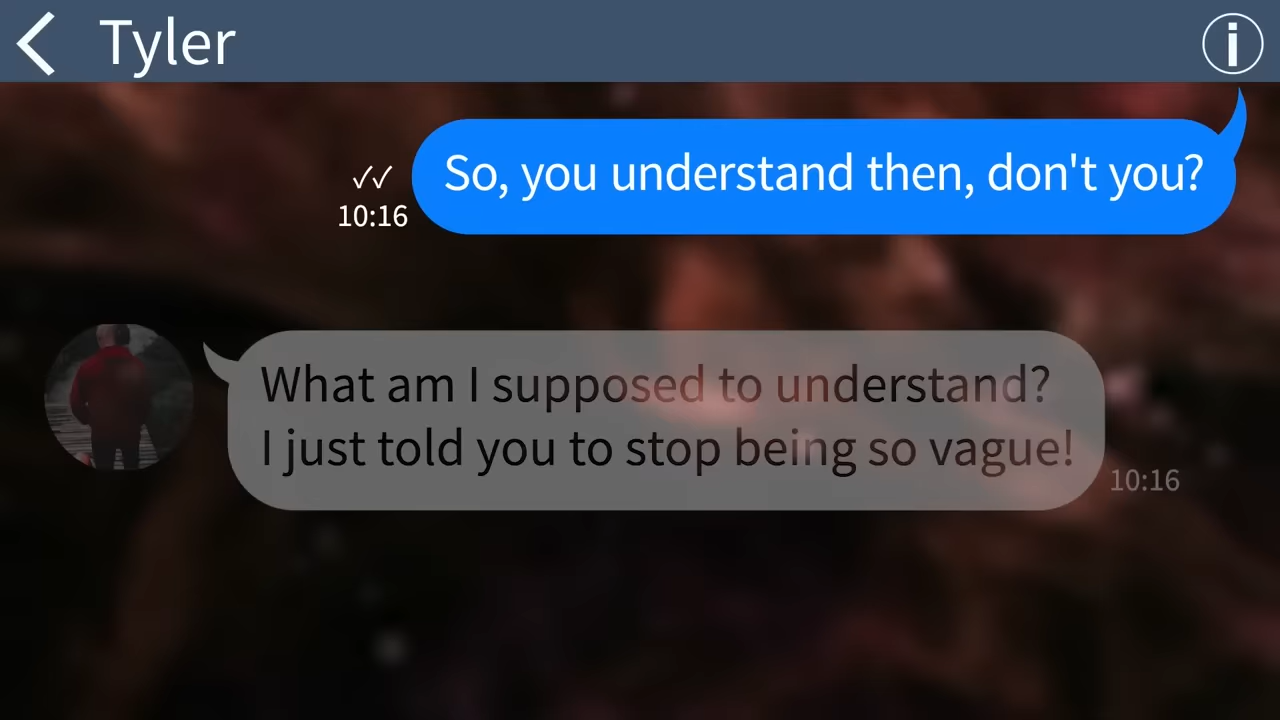 Tyler
So, you understand then, don't you?
✓✓
10:16
What am I supposed to understand?
I just told you to stop being so vague!
10:16